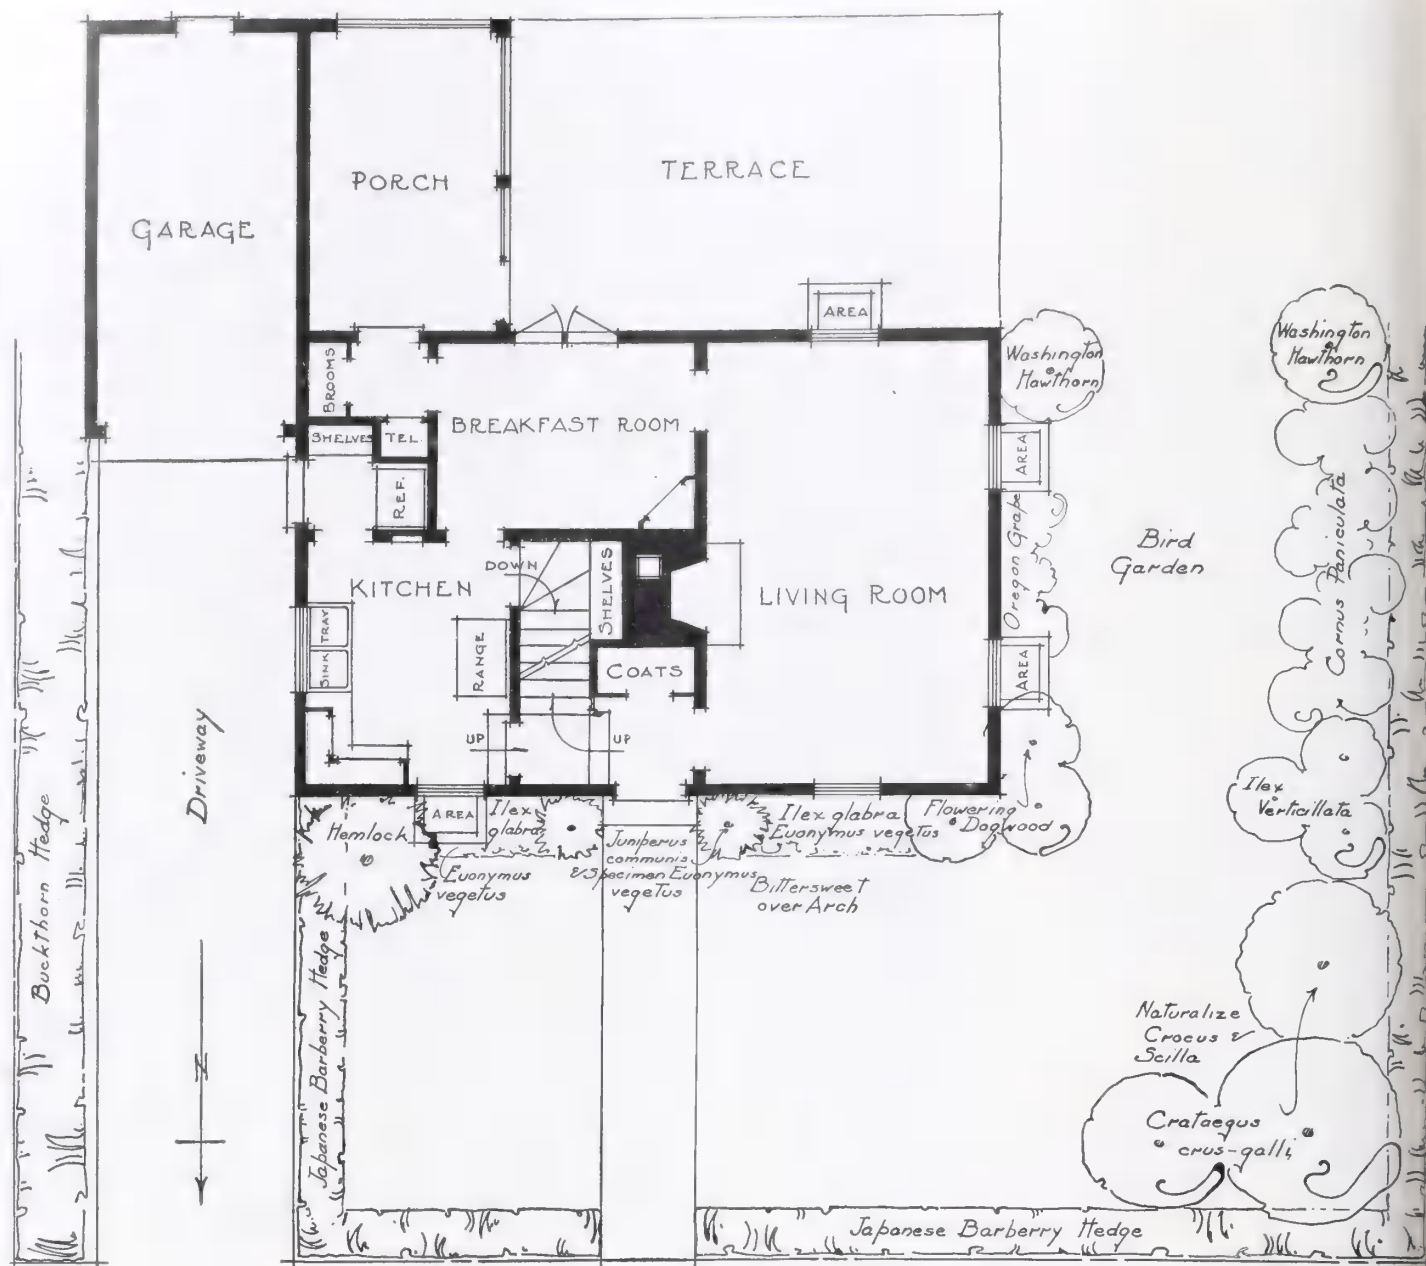 GARAGE
PORCH
TERRACE
AREA
Washington
Hawthorn
Washington
Hawthorn
BROOMS
SHELVES
TEL.
BREAKFAST ROOM
REF.
AREA
Oregon Grape
Bird
Garden
Cornus Paniculata
KITCHEN
DOWN
SHELVES
LIVING ROOM
TRAY
SINK
RANGE
COATS
AREA
UP
UP
Driveway
Buckthorn Hedge
Hemlock
AREA
Ilex
glabra
Euonymus
vegetus
Juniperus
communis
& Specimen Euonymus
vegetus
Ilex glabra
Euonymus vegetus
Bittersweet
over Arch
Flowering
Dogwood
Ilex
Verticillata
Naturalize
Crocus &
Scilla
Crataegus
crus-galli
Japanese Barberry Hedge
Japanese Barberry Hedge
N